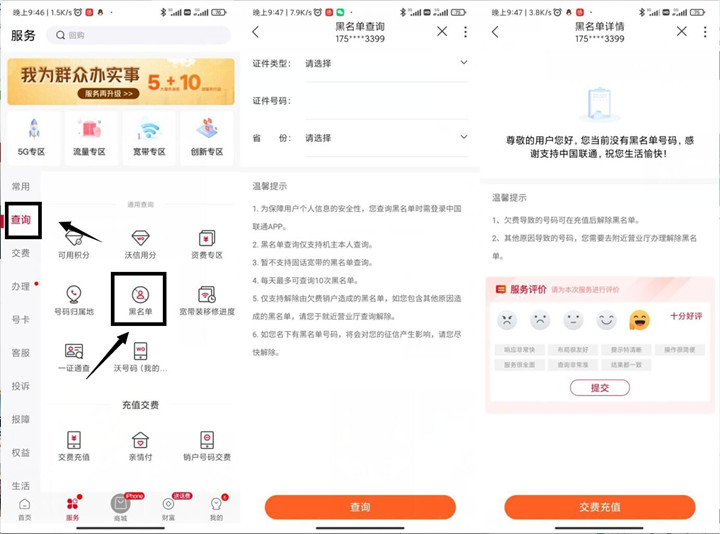 晚上9:46 | 1.5K/s
76
服务
回购
我为群众办实事
服务再升级 >>>
5 + 10
5G专区
流量专区
宽带专区
创新专区
常用
查询
交费
办理
号卡
客服
投诉
报障
权益
生活
通用查询
可用积分
沃信用分
资费专区
号码归属地
黑名单
宽带装移修进度
一证通查
沃号码（我的...
充值交费
交费充值
亲情付
销户号码交费
首页
服务
iPhone
商城
话话费
财富
4
我的
晚上9:47 | 7.9K/s
黑名单查询
175****3399
证件类型：
请选择
证件号码：
省 份：
请选择
温馨提示
1. 为保障用户个人信息的安全性，您查询黑名单时需登录中国
联通APP。
2. 黑名单查询仅支持机主本人查询。
3. 暂不支持固话宽带的黑名单查询。
4. 每天最多可查询10次黑名单。
5. 仅支持解除由欠费销户造成的黑名单，如您包含其他原因造
成的黑名单，请您于就近营业厅查询解除。
6. 如您名下有黑名单号码，将会对您的征信产生影响，请您尽
快解除。
查询
晚上9:47 | 3.8K/s
黑名单详情
175****3399
尊敬的用户您好，您当前没有黑名单号码，感
谢支持中国联通，祝您生活愉快！
温馨提示
1、欠费导致的号码可在充值后解除黑名单。
2、其他原因导致的号码，您需要去附近营业厅办理解除黑名
单。
服务评价
请为本次服务进行评价
十分好评
响应非常快
布局很友好
提示材清晰
操作很简便
服务很全面
查询非常准
结果都一致
提交
交费充值